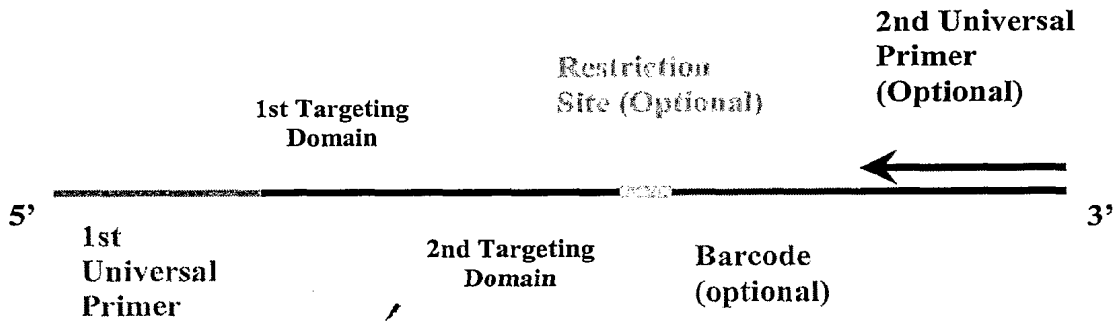 2nd Universal
Primer
(Optional)
Restriction
Site (Optional)
1st Targeting
Domain
5’
3’
1st
Universal
Primer
2nd Targeting
Domain
Barcode
(optional)